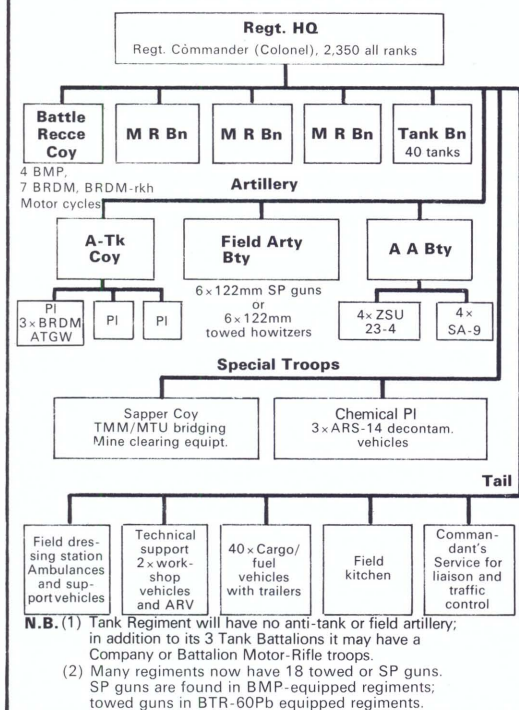 Regt. HQ
Regt. Commander (Colonel), 2,350 all ranks
Battle
Recce
Coy
M R Bn
M R Bn
M R Bn
Tank Bn
40 tanks
4 BMP,
7 BRDM, BRDM-rkh
Motor cycles
Artillery
A-Tk
Coy
Field Arty
Bty
A A Bty
Pl
3×BRDM
ATGW
Pl
Pl
6×122mm SP guns
or
6×122mm
towed howitzers
4× ZSU
23-4
4×
SA-9
Special Troops
Sapper Coy
TMM/MTU bridging
Mine clearing equipt.
Chemical Pl
3×ARS-14 decontam.
vehicles
Tail
Field dres-
sing station
Ambulances
and sup-
port vehicles
Technical
support
2×work-
shop
vehicles
and ARV
40×Cargo/
fuel
vehicles
with trailers
Field
kitchen
Comman-
dant's
Service for
liaison and
traffic
control
N.B. (1) Tank Regiment will have no anti-tank or field artillery;
in addition to its 3 Tank Battalions it may have a
Company or Battalion Motor-Rifle troops.
(2) Many regiments now have 18 towed or SP guns.
SP guns are found in BMP-equipped regiments;
towed guns in BTR-60Pb equipped regiments.